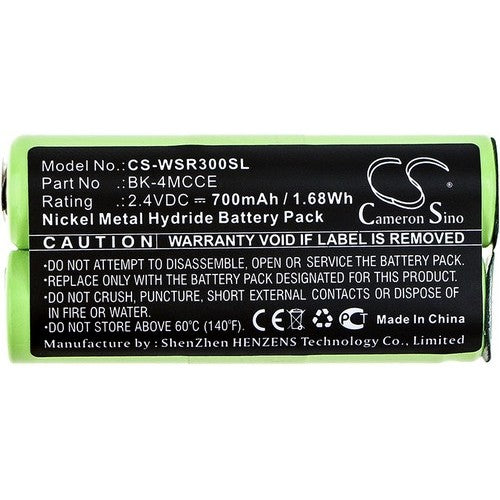 Model No.: CS-WSR300SL
Part No : BK-4MCCE
Rating : 2.4VDC ⎓ 700mAh / 1.68Wh
Nickel Metal Hydride Battery Pack
CS
Cameron Sino
CAUTION WARRANTY VOID IF LABEL IS REMOVED
•DO NOT ATTEMPT TO DISASSEMBLE, OPEN OR SERVICE THE BATTERY PACK.
•REPLACE ONLY WITH THE BATTERY DESIGNATED FOR THIS PRODUCT.
•DO NOT CRUSH, PUNCTURE, SHORT EXTERNAL CONTACTS OR DISPOSE OF
IN FIRE OR WATER.
•DO NOT STORE ABOVE 60°C (140°F).
CE
Made in China
Manufacture by : ShenZhen HENZENS Technology Co., Ltd.